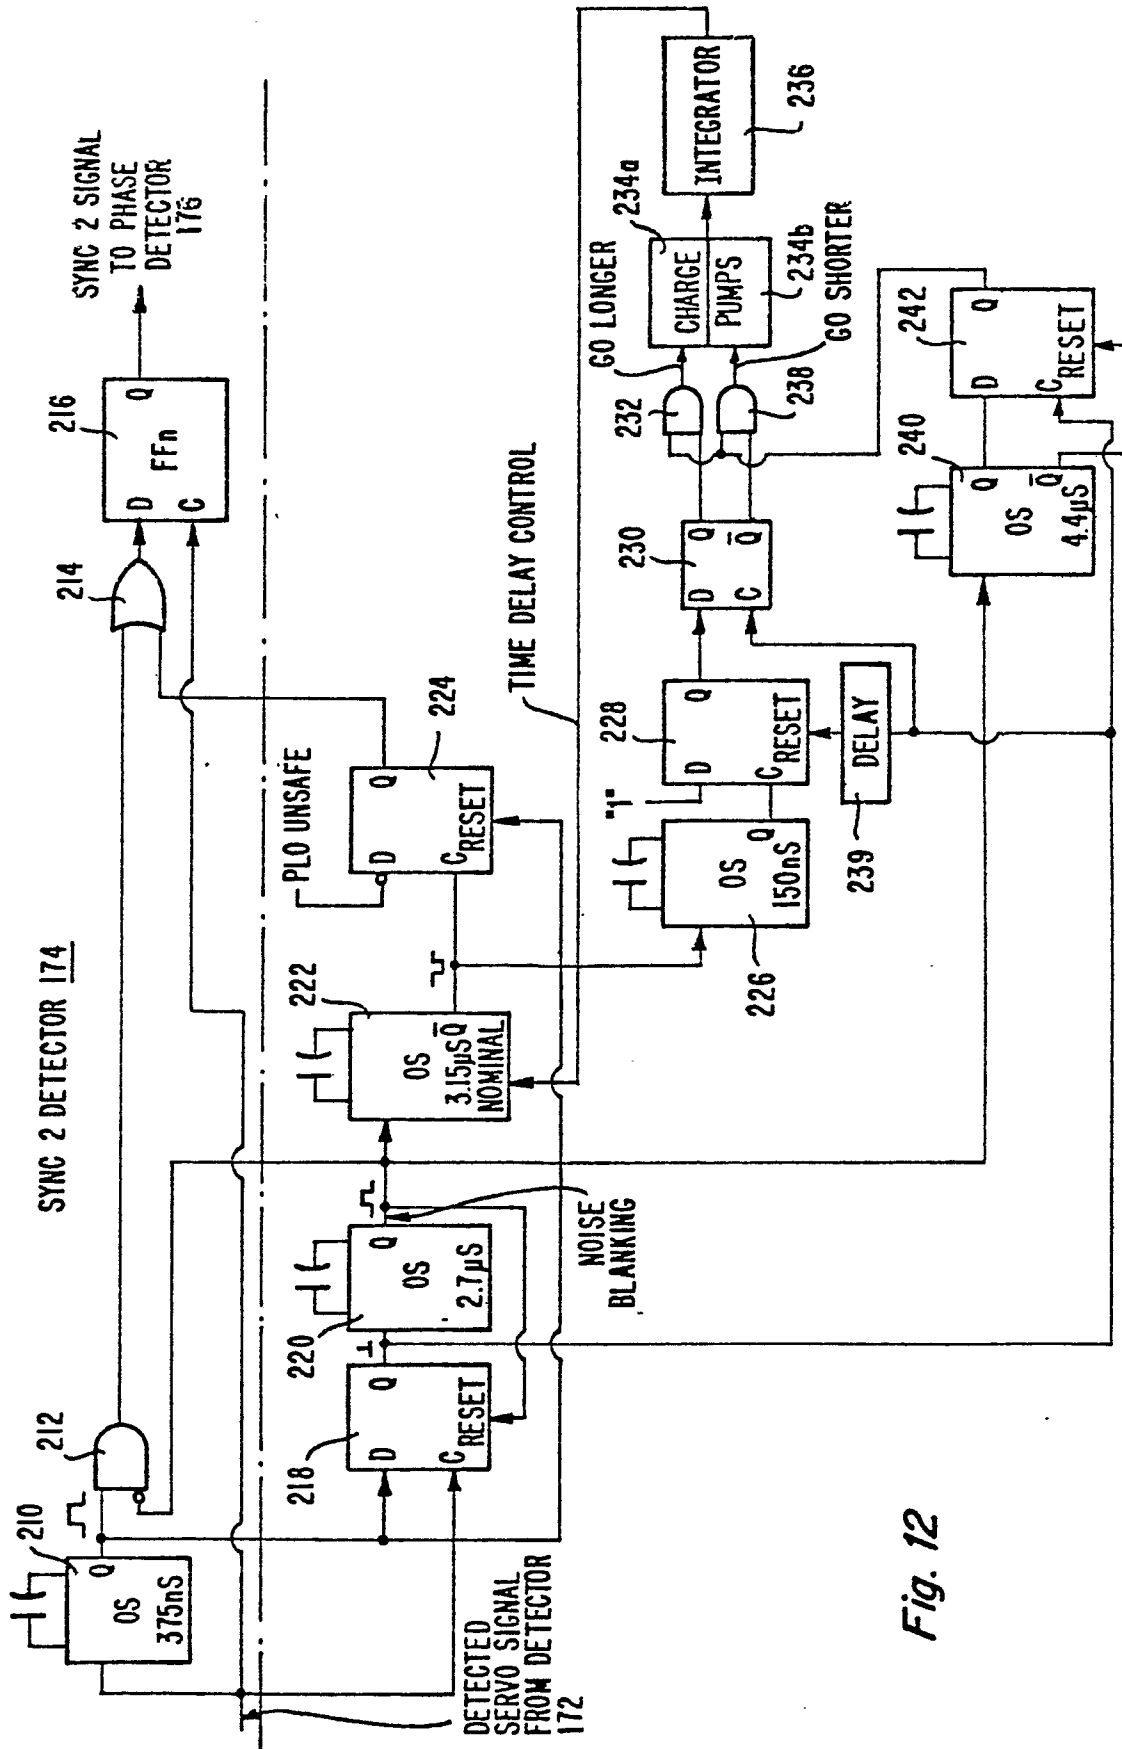 SYNC 2 DETECTOR 174
SYNC 2 SIGNAL
TO PHASE
DETECTOR
176
210
OS
375nS
Q
212
214
216
D
C
FFn
Q
DETECTED
SERVO SIGNAL
FROM DETECTOR
172
218
D
C
Q
RESET
220
OS
2.7µS
Q
NOISE
BLANKING
222
OS
3.15µS
NOMINAL
Q̅
PLO UNSAFE
224
D
C
Q
RESET
TIME DELAY CONTROL
226
OS
150nS
Q
"1"
228
D
C
Q
RESET
DELAY
239
230
D
C
Q
Q̅
232
238
GO LONGER
GO SHORTER
234a
CHARGE
PUMPS
234b
INTEGRATOR
236
240
OS
4.4µS
Q
Q̅
242
D
C
Q
RESET
Fig. 12